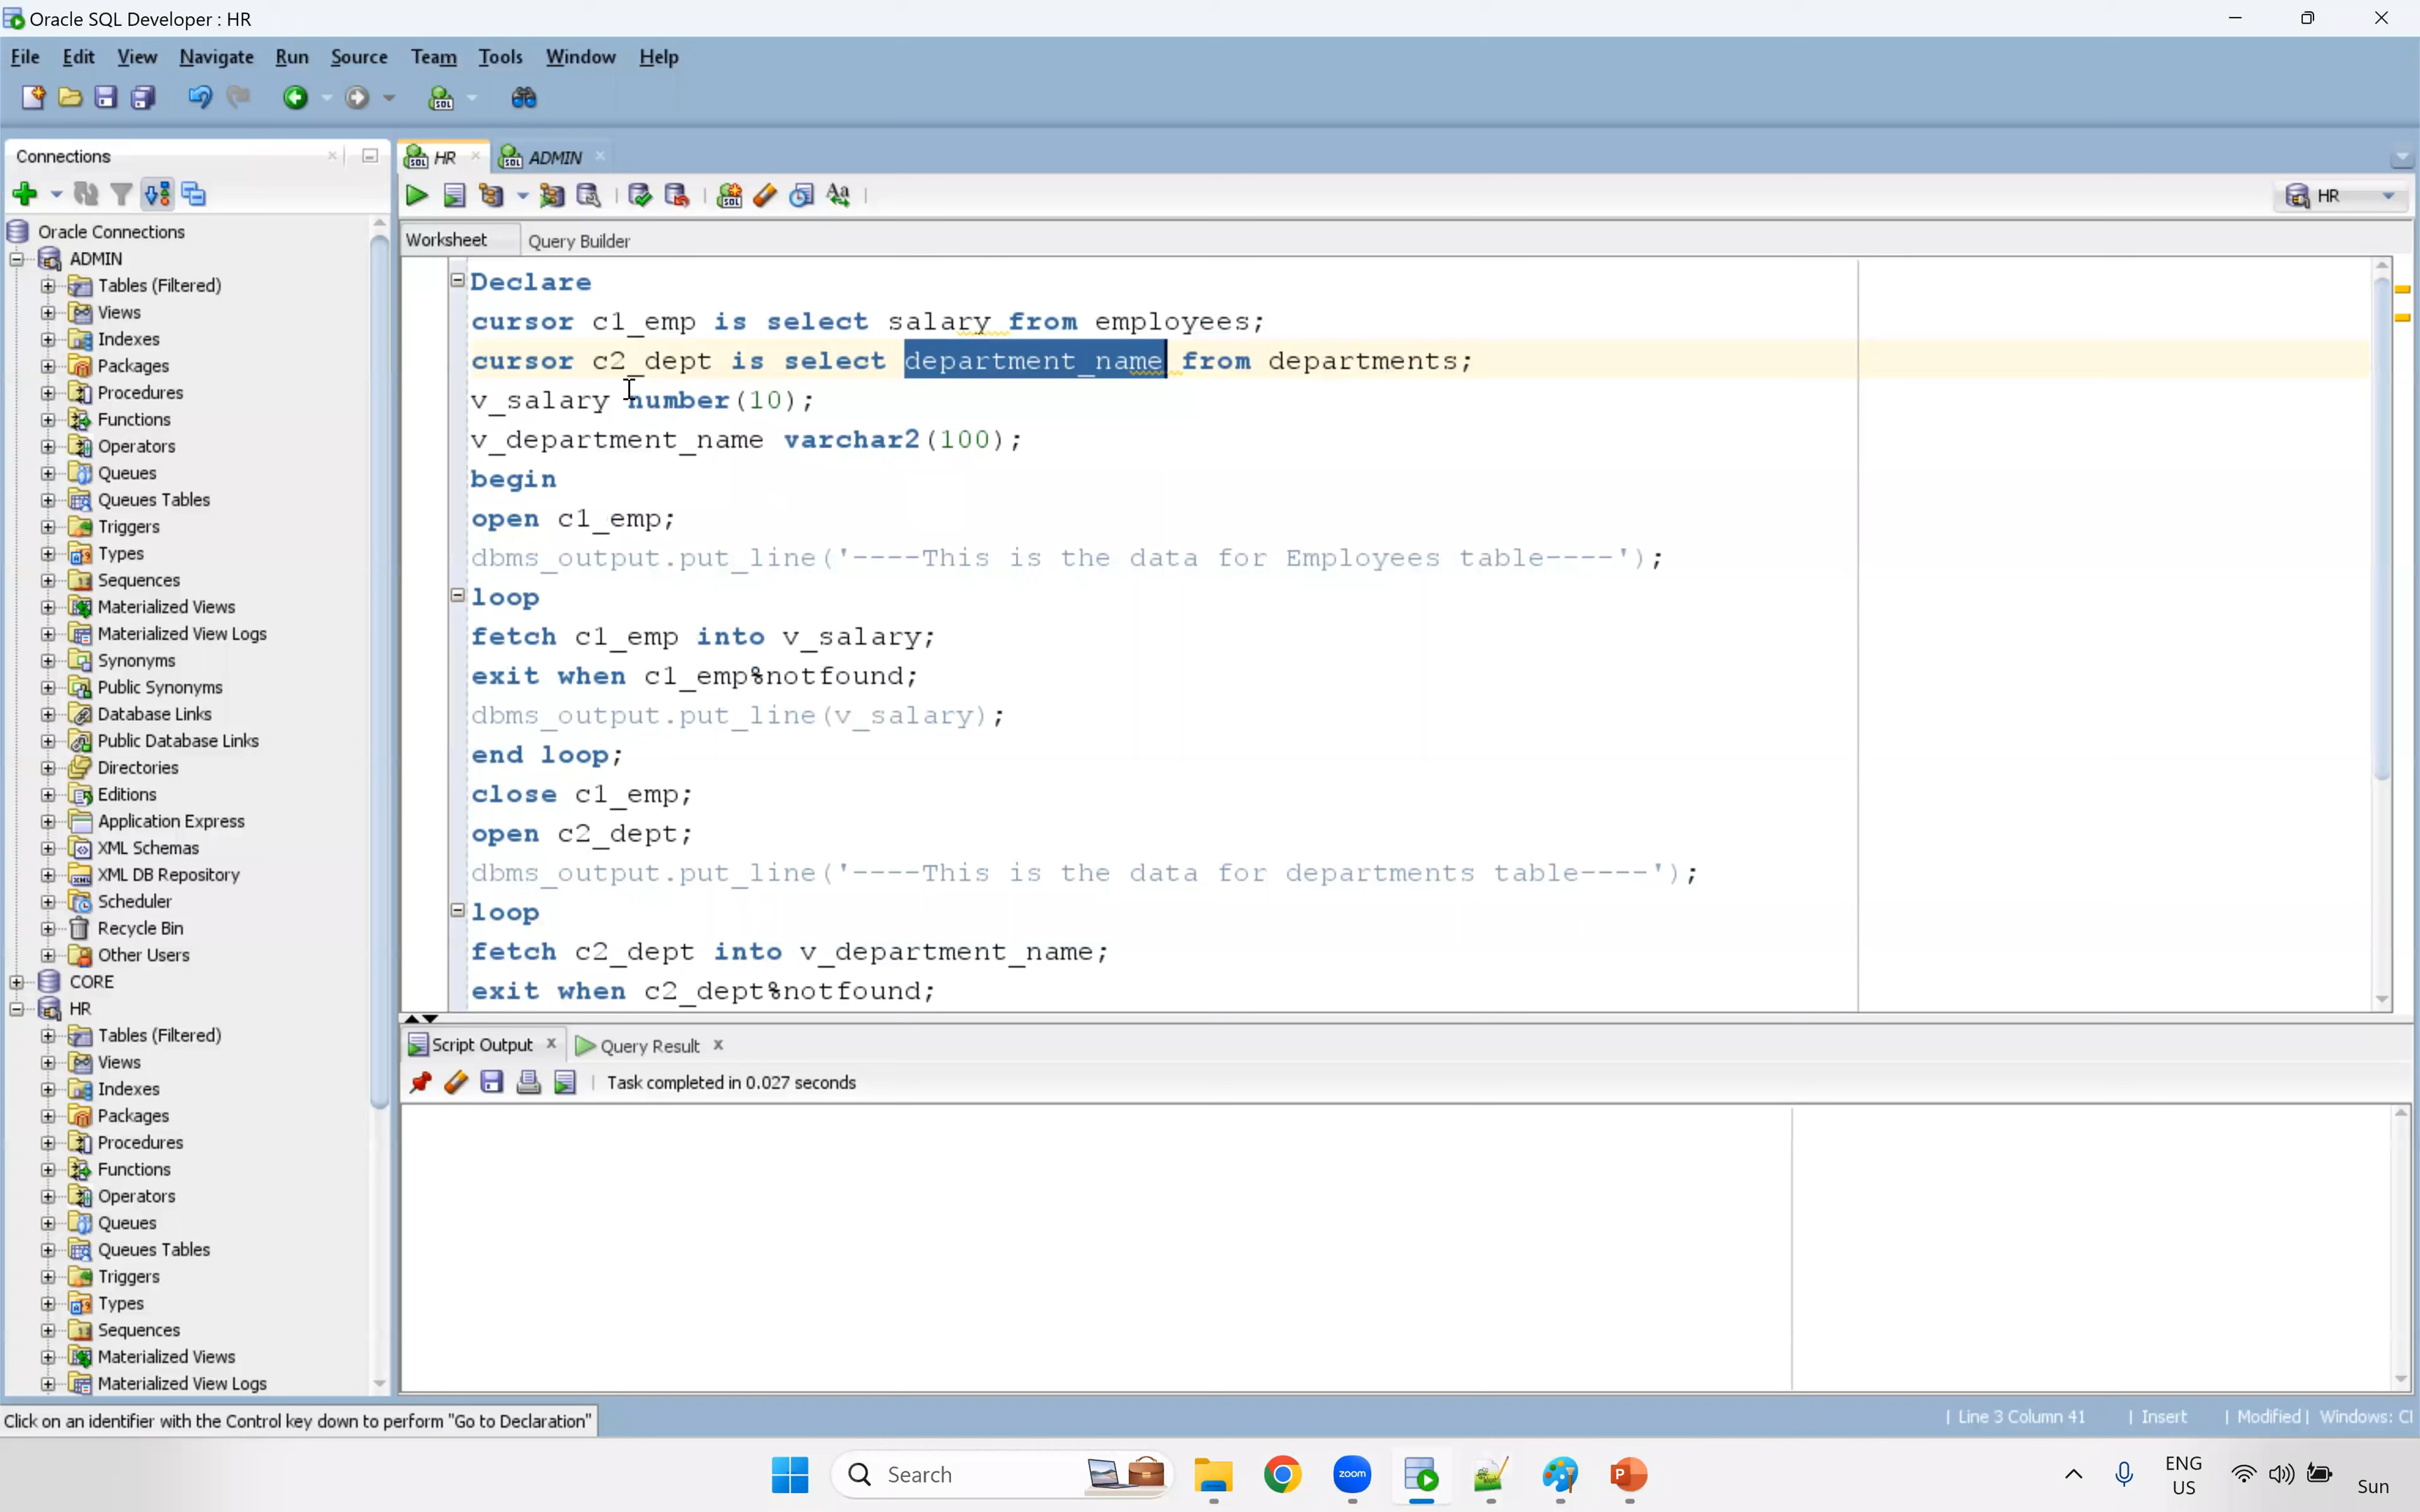 Oracle SQL Developer : HR
File Edit View Navigate Run Source Team Tools Window Help
Connections
Oracle Connections
ADMIN
Tables (Filtered)
Views
Indexes
Packages
Procedures
Functions
Operators
Queues
Queues Tables
Triggers
Types
Sequences
Materialized Views
Materialized View Logs
Synonyms
Public Synonyms
Database Links
Public Database Links
Directories
Editions
Application Express
XML Schemas
XML DB Repository
Scheduler
Recycle Bin
Other Users
CORE
HR
Tables (Filtered)
Views
Indexes
Packages
Procedures
Functions
Operators
Queues
Queues Tables
Triggers
Types
Sequences
Materialized Views
Materialized View Logs
HR ADMIN
HR
Worksheet Query Builder
Declare
cursor c1_emp is select salary from employees;
cursor c2_dept is select department_name from departments;
v_salary number(10);
v_department_name varchar2(100);
begin
open c1_emp;
dbms_output.put_line('----This is the data for Employees table----');
loop
fetch c1_emp into v_salary;
exit when c1_emp%notfound;
dbms_output.put_line(v_salary);
end loop;
close c1_emp;
open c2_dept;
dbms_output.put_line('----This is the data for departments table----');
loop
fetch c2_dept into v_department_name;
exit when c2_dept%notfound;
Script Output Query Result
Task completed in 0.027 seconds
Click on an identifier with the Control key down to perform "Go to Declaration"
Line 3 Column 41 Insert Modified Windows: Cl
Search
zoom
ENG
US
Sun